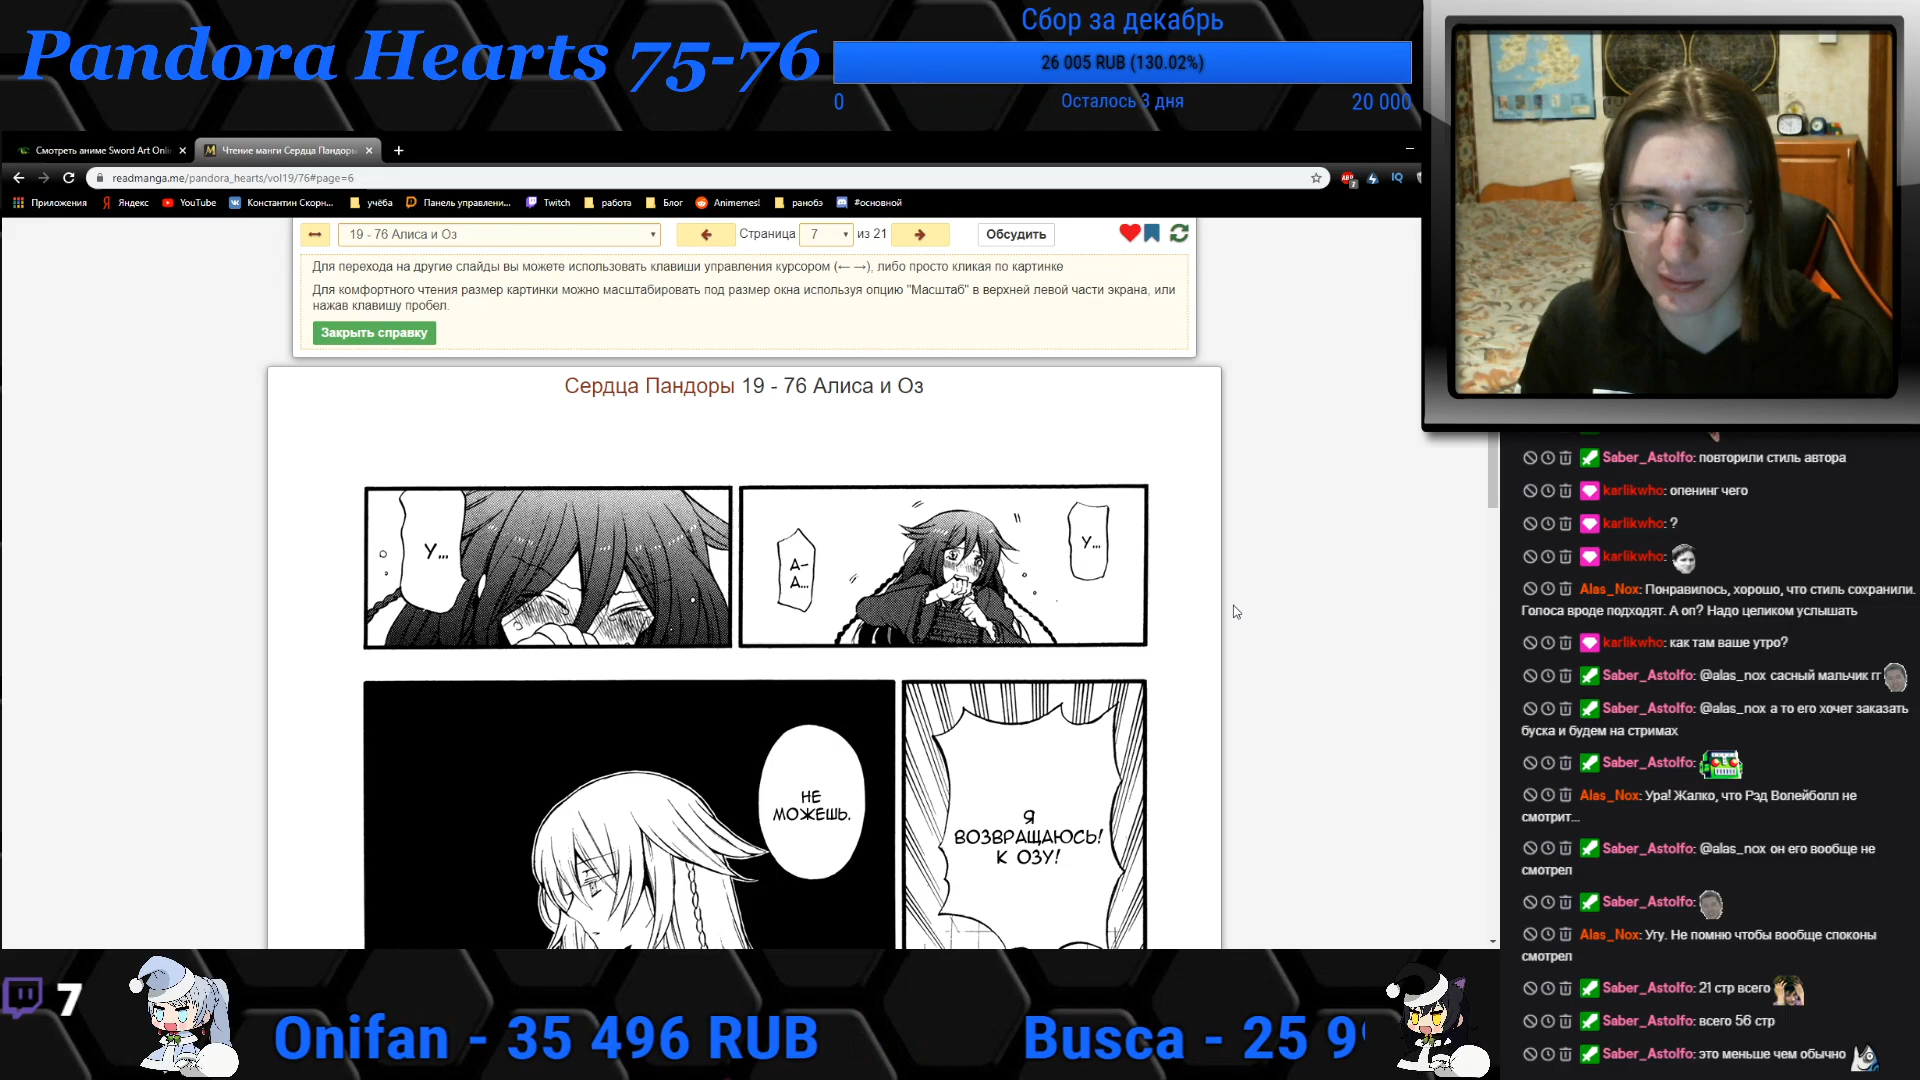 Pandora Hearts 75-76
Сбор за декабрь
26 005 RUB (130.02%)
0
Осталось 3 дня
20 000
Смотреть аниме Sword Art Onli
Чтение манги Сердца Пандоры
readmanga.me/pandora_hearts/vol19/76#page=6
Приложения
Яндекс
YouTube
Константин Скорн...
учёба
Панель управлени...
Twitch
работа
Блог
Animemes!
ранобэ
#основной
19 - 76 Алиса и Оз
Страница
7
из 21
Обсудить
Для перехода на другие слайды вы можете использовать клавиши управления курсором (← →), либо просто кликая по картинке
Для комфортного чтения размер картинки можно масштабировать под размер окна используя опцию "Масштаб" в верхней левой части экрана, или
нажав клавишу пробел.
Закрыть справку
Сердца Пандоры 19 - 76 Алиса и Оз
У...
А-
А...
У...
НЕ
МОЖЕШЬ.
Я
ВОЗВРАЩАЮСЬ!
К ОЗУ!
Saber_Astolfo: повторили стиль автора
karlikwho: опенинг чего
karlikwho: ?
karlikwho:
Alas_Nox: Понравилось, хорошо, что стиль сохранили.
Голоса вроде подходят. А оп? Надо целиком услышать
karlikwho: как там ваше утро?
Saber_Astolfo: @alas_nox сасный мальчик гг
Saber_Astolfo: @alas_nox а то его хочет заказать
буска и будем на стримах
Saber_Astolfo:
Alas_Nox: Ура! Жалко, что Рэд Волейболл не
смотрит...
Saber_Astolfo: @alas_nox он его вообще не
смотрел
Saber_Astolfo:
Alas_Nox: Угу. Не помню чтобы вообще споконы
смотрел
Saber_Astolfo: 21 стр всего
Saber_Astolfo: всего 56 стр
Saber_Astolfo: это меньше чем обычно
7
Onifan - 35 496 RUB
Busca - 25 9